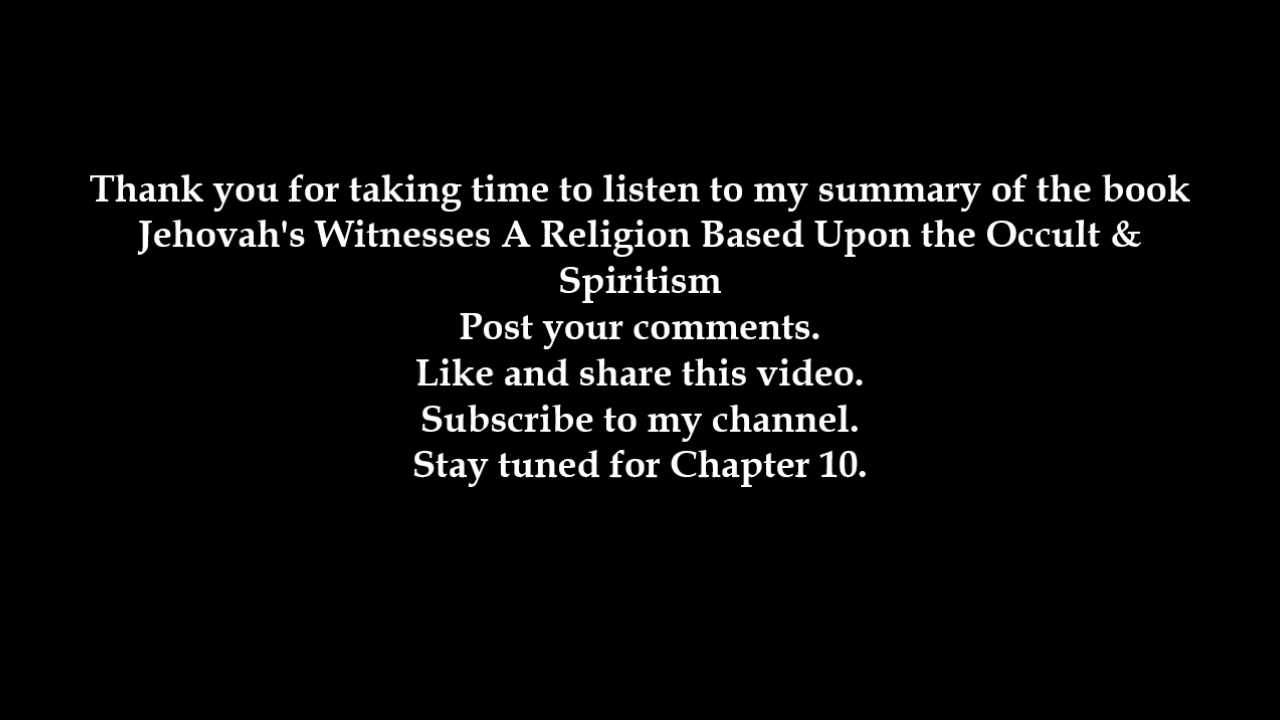 Thank you for taking time to listen to my summary of the book
Jehovah's Witnesses A Religion Based Upon the Occult &
Spiritism
Post your comments.
Like and share this video.
Subscribe to my channel.
Stay tuned for Chapter 10.